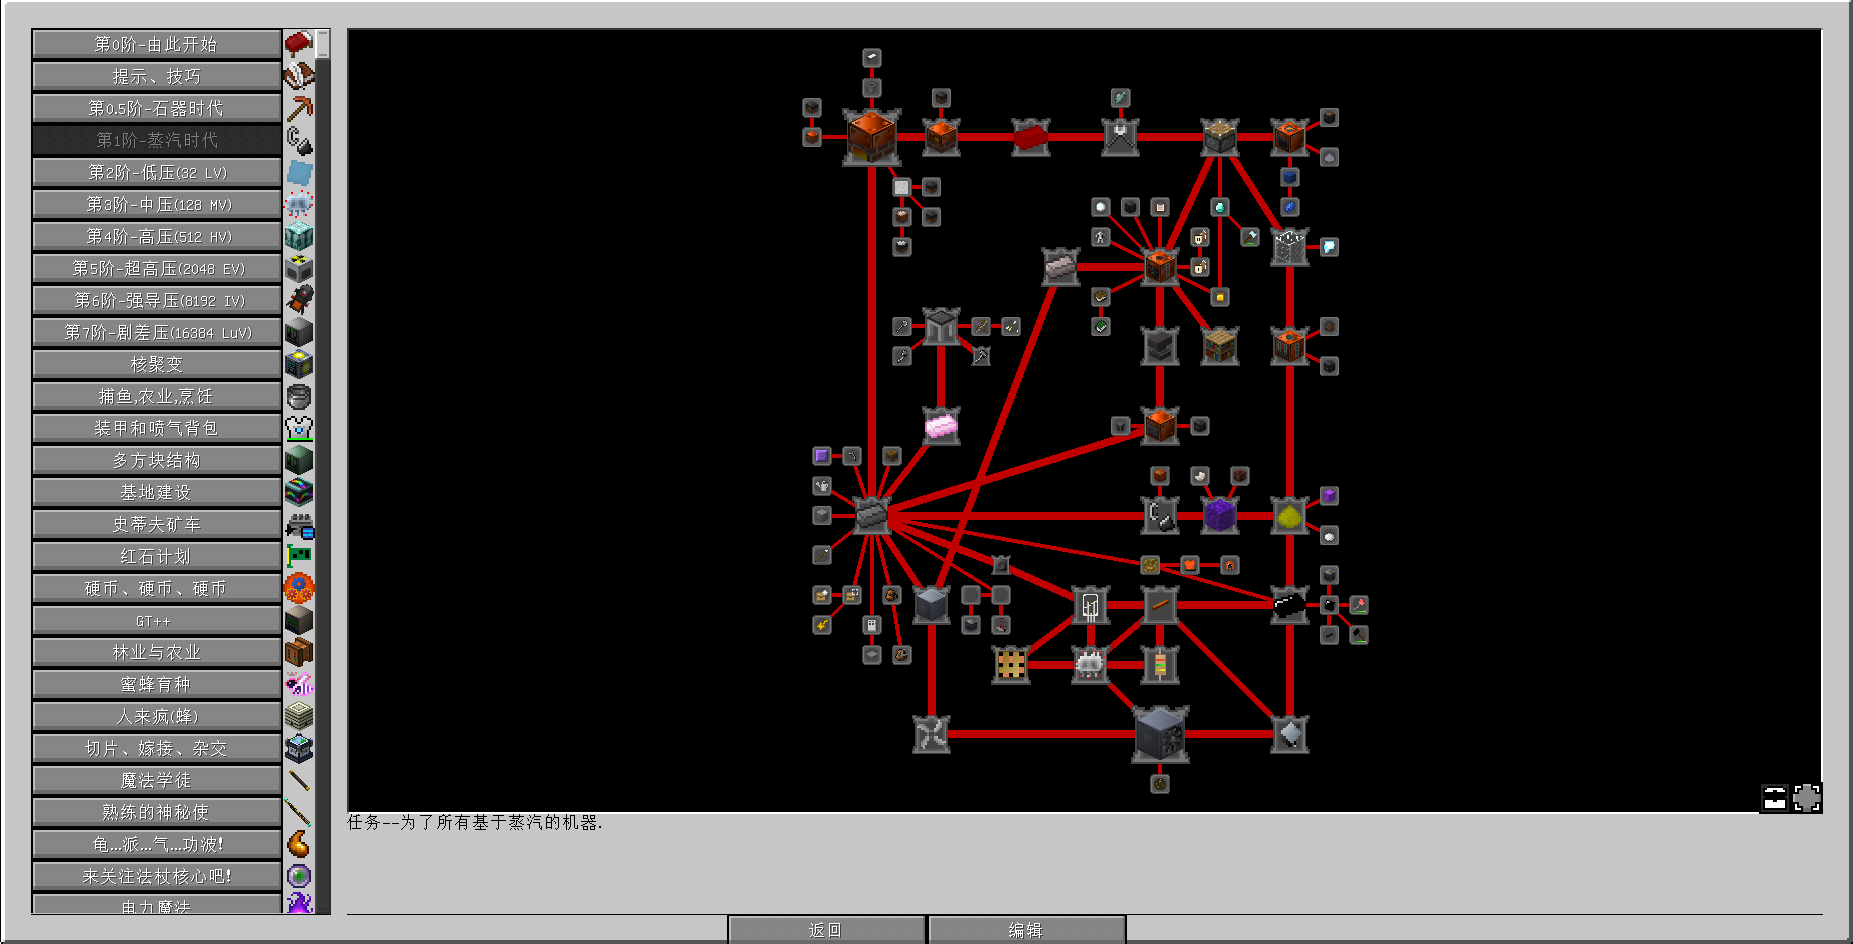 第0阶-由此开始
提示、技巧
第0.5阶-石器时代
第1阶-蒸汽时代
第2阶-低压(32 LV)
第3阶-中压(128 MV)
第4阶-高压(512 HV)
第5阶-超高压(2048 EV)
第6阶-强导压(8192 IV)
第7阶-剧差压(16384 LuV)
核聚变
捕鱼,农业,烹饪
装甲和喷气背包
多方块结构
基地建设
史蒂夫矿车
红石计划
硬币、硬币、硬币
GT++
林业与农业
蜜蜂育种
人来疯(蜂)
切片、嫁接、杂交
魔法学徒
熟练的神秘使
龟...派...气...功波!
来关注法杖核心吧!
电力魔法
任务--为了所有基于蒸汽的机器.
返回
编辑